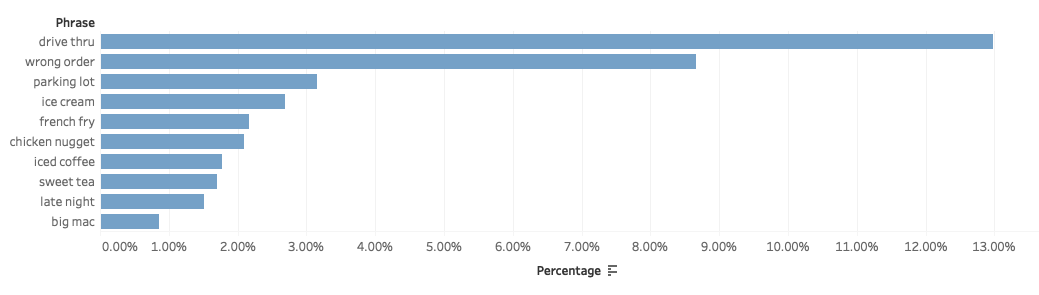 Phrase
drive thru
wrong order
parking lot
ice cream
french fry
chicken nugget
iced coffee
sweet tea
late night
big mac
0.00% 1.00% 2.00% 3.00% 4.00% 5.00% 6.00% 7.00% 8.00% 9.00% 10.00% 11.00% 12.00% 13.00%
Percentage